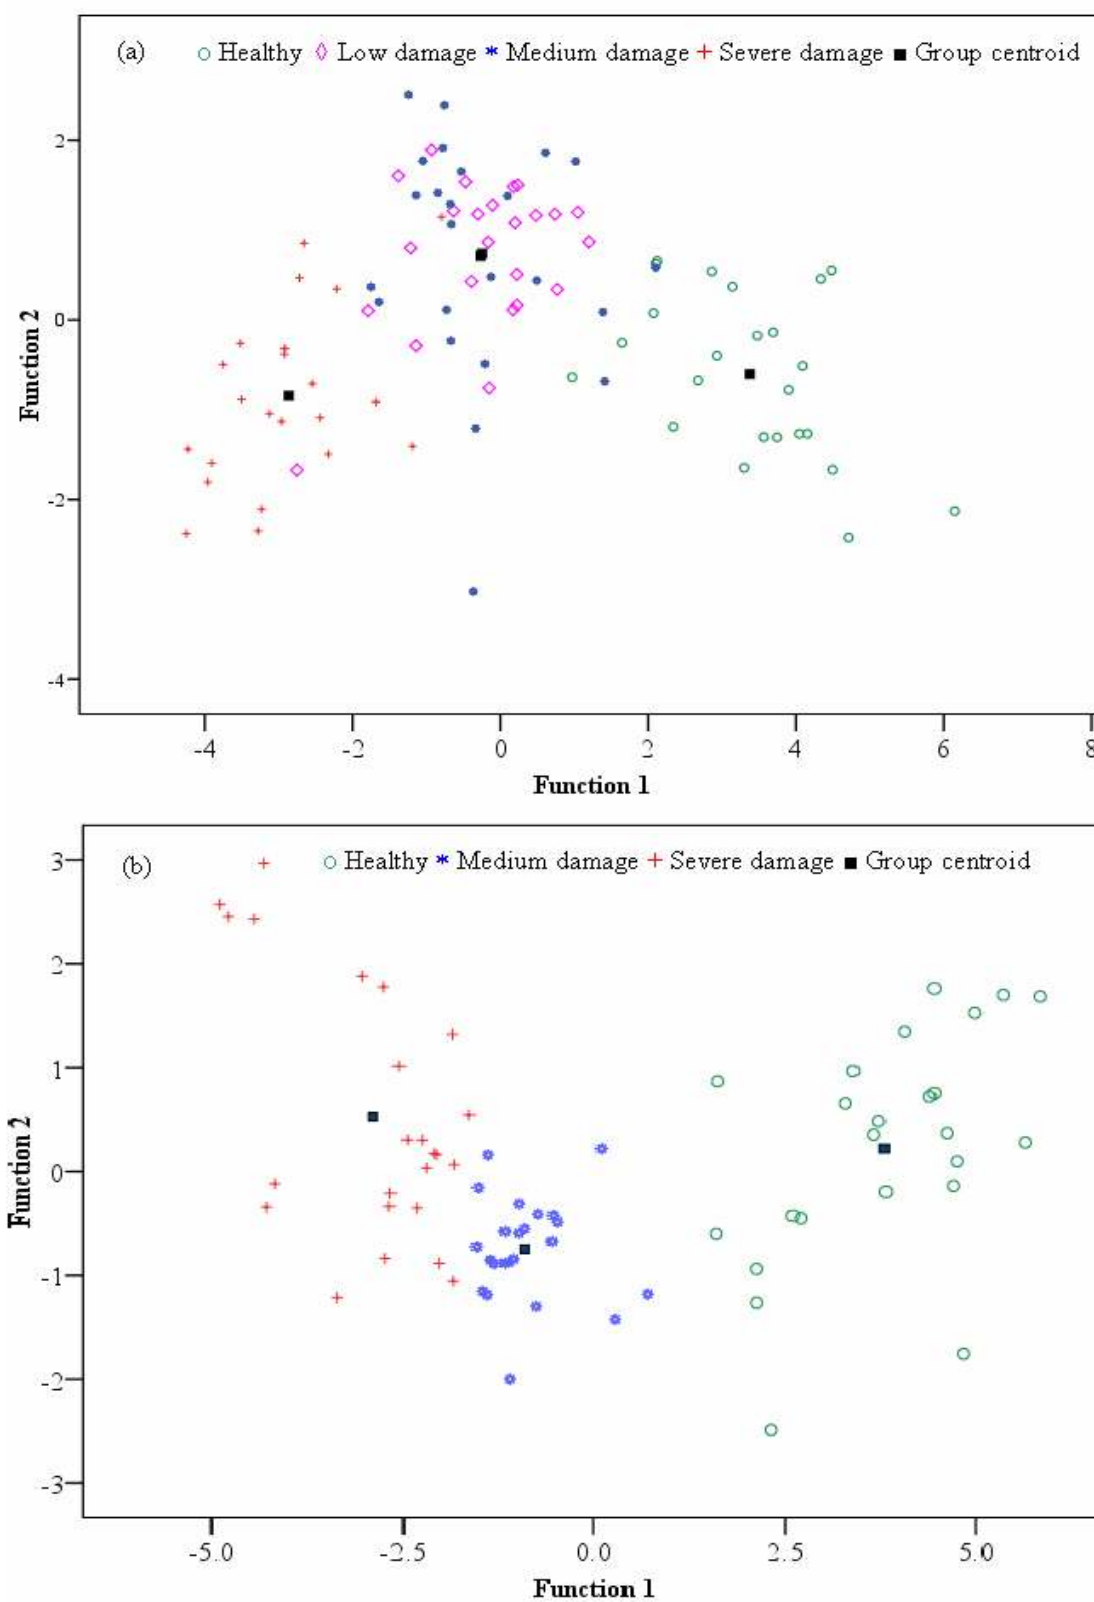 (a) Healthy Low damage Medium damage Severe damage Group centroid
2
0
-2
-4
Function 2
-4 -2 0 2 4 6 8
Function 1
(b) Healthy Medium damage Severe damage Group centroid
3
2
1
0
-1
-2
-3
Function 2
-5.0 -2.5 0.0 2.5 5.0
Function 1